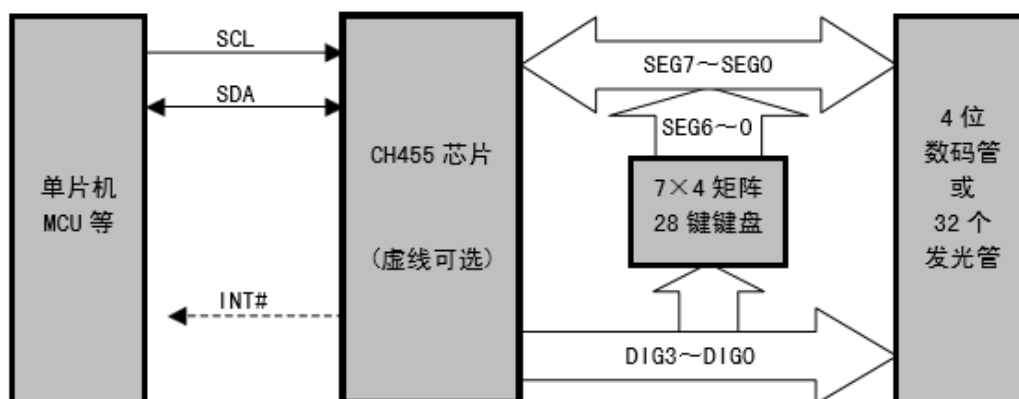 SCL
SDA
单片机
MCU 等
INT#
CH455 芯片
(虚线可选)
SEG7～SEG0
SEG6～0
7×4 矩阵
28 键键盘
DIG3～DIG0
4 位
数码管
或
32 个
发光管